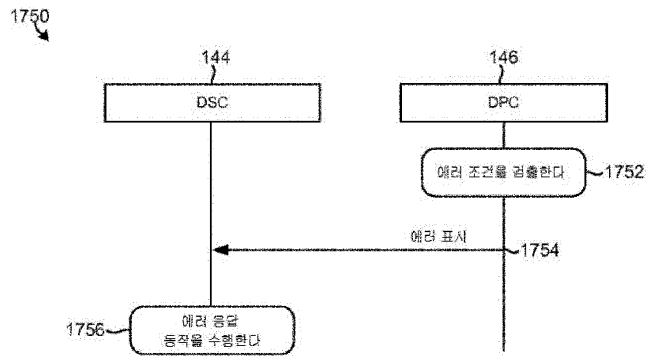 1750
144
146
DSC
DPC
에러 조건을 검출한다
1752
에러 표시
1754
1756
에러 응답
동작을 수행한다